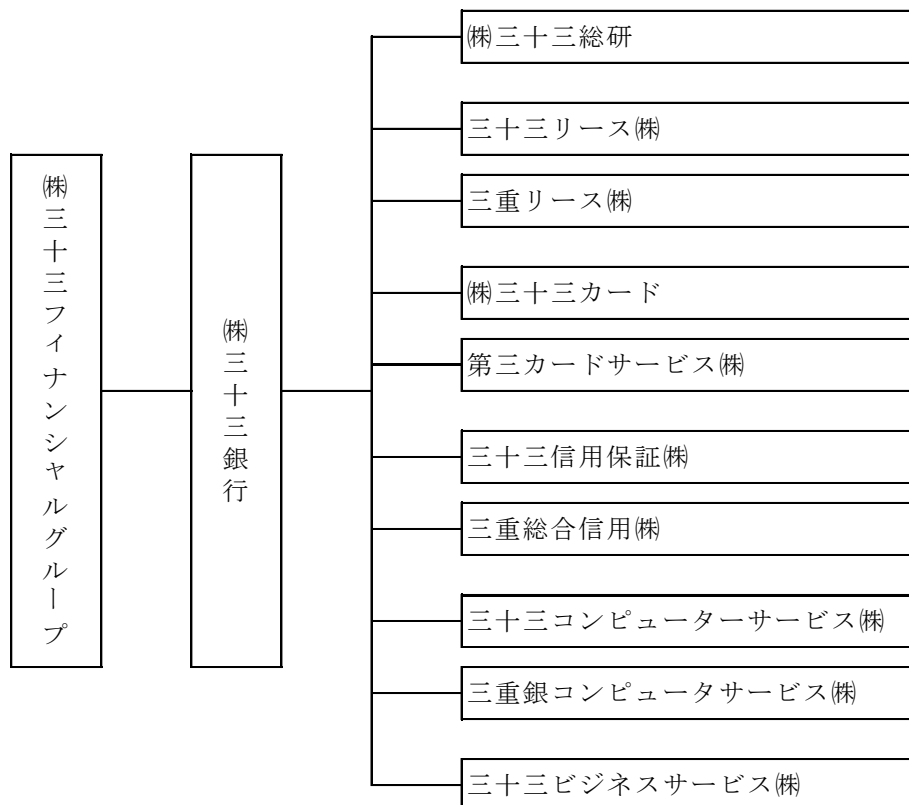 ㈱三十三フィナンシャルグループ
㈱三十三銀行
㈱三十三総研
三十三リース㈱
三重リース㈱
㈱三十三カード
第三カードサービス㈱
三十三信用保証㈱
三重総合信用㈱
三十三コンピューターサービス㈱
三重銀コンピュータサービス㈱
三十三ビジネスサービス㈱